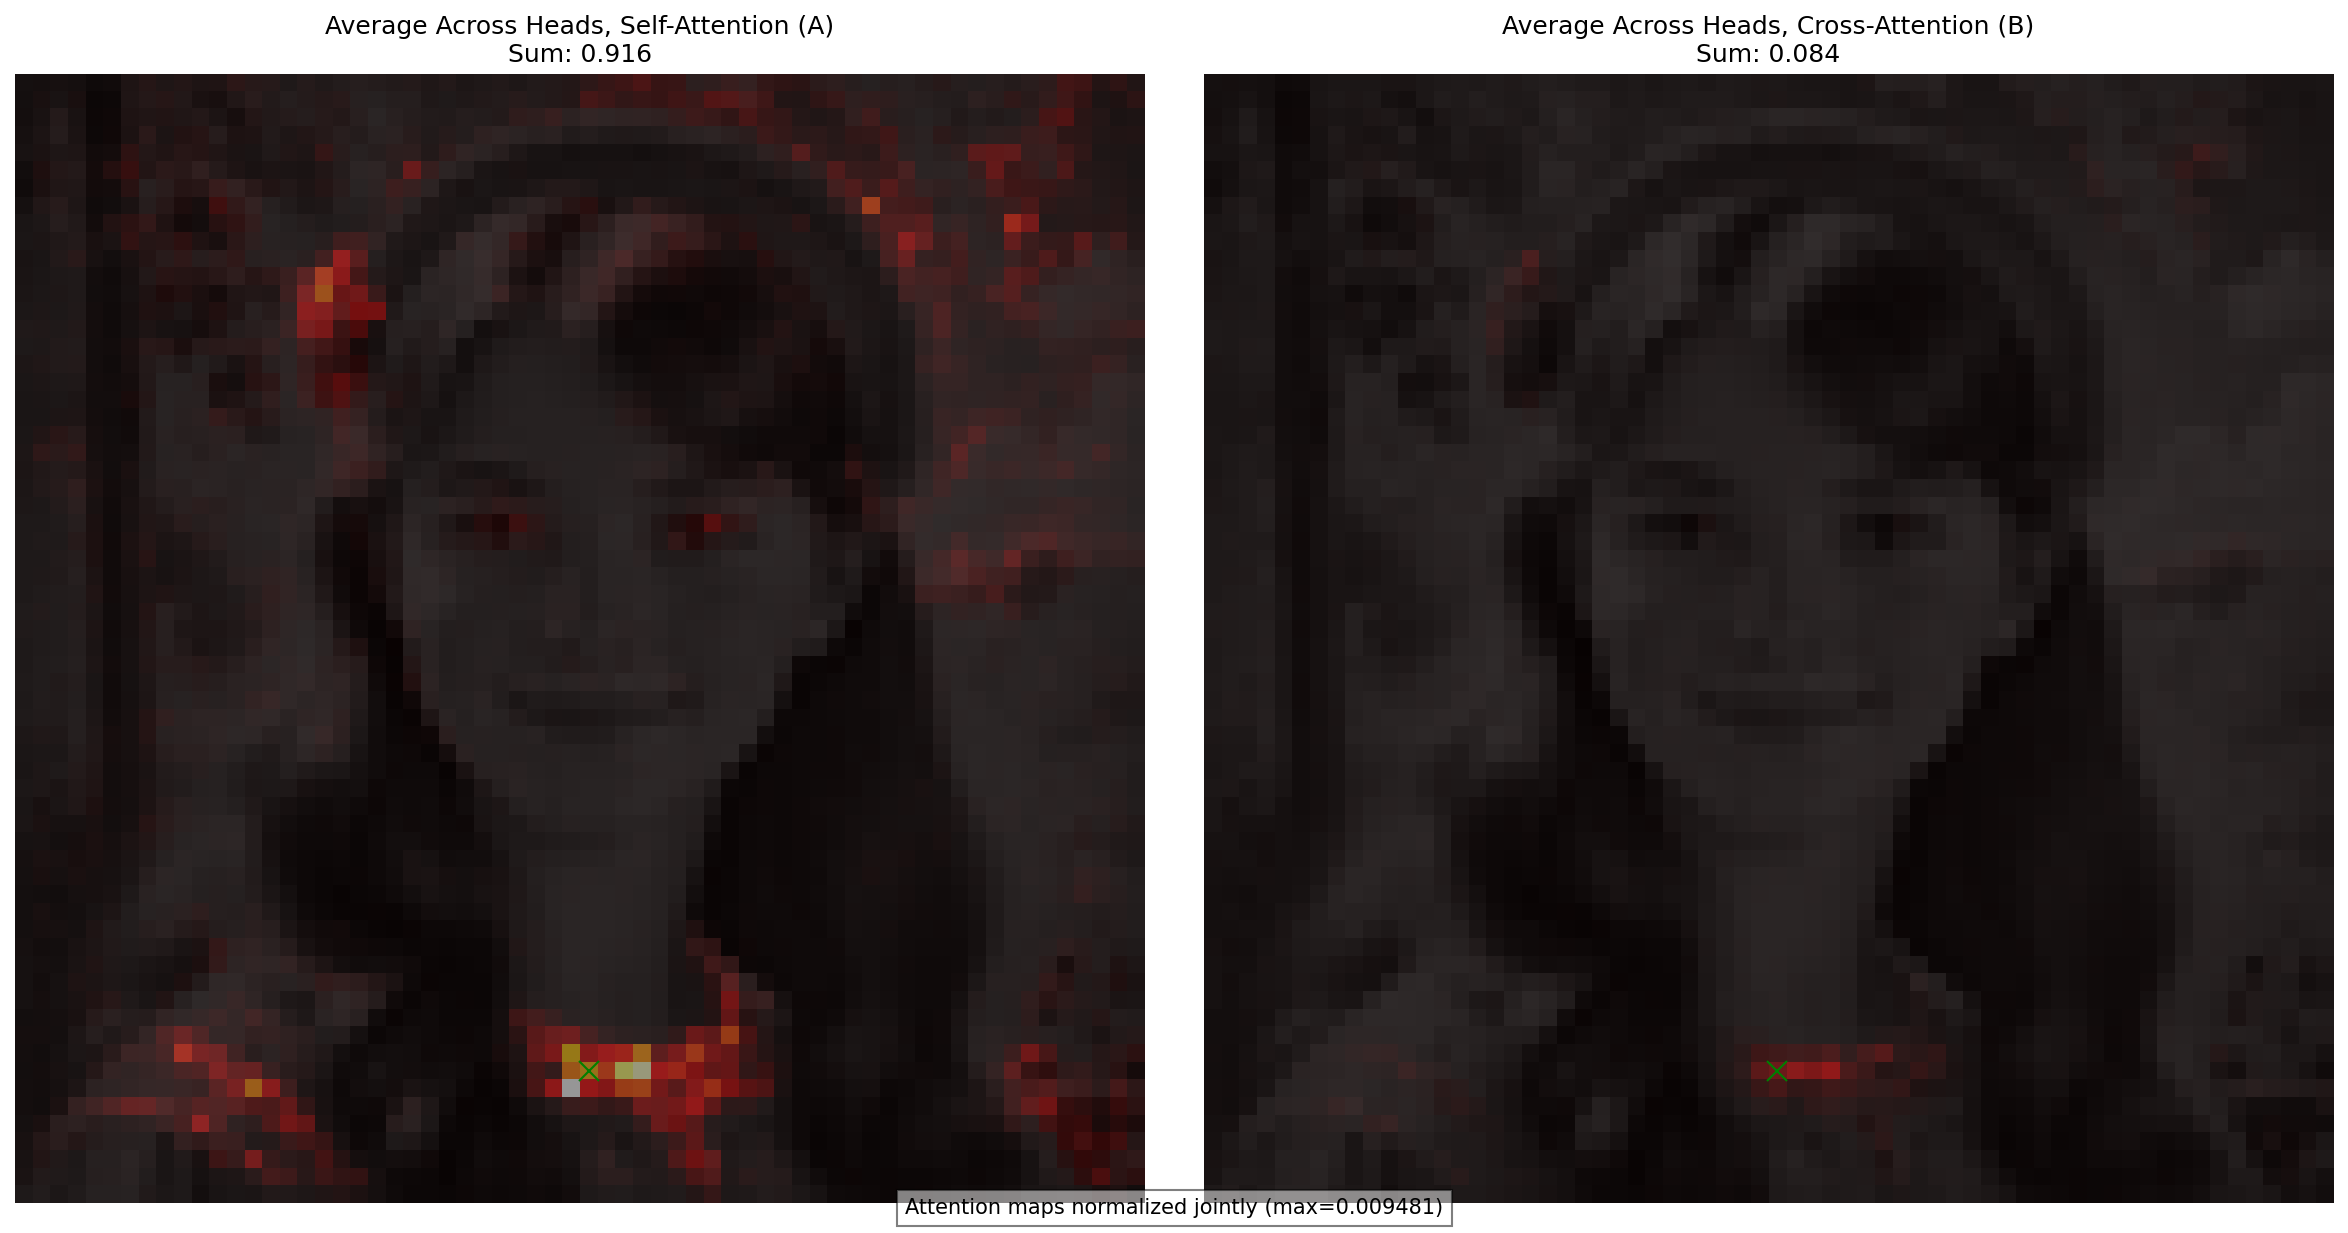 Average Across Heads, Self-Attention (A)
Sum: 0.916
Average Across Heads, Cross-Attention (B)
Sum: 0.084
Attention maps normalized jointly (max=0.009481)